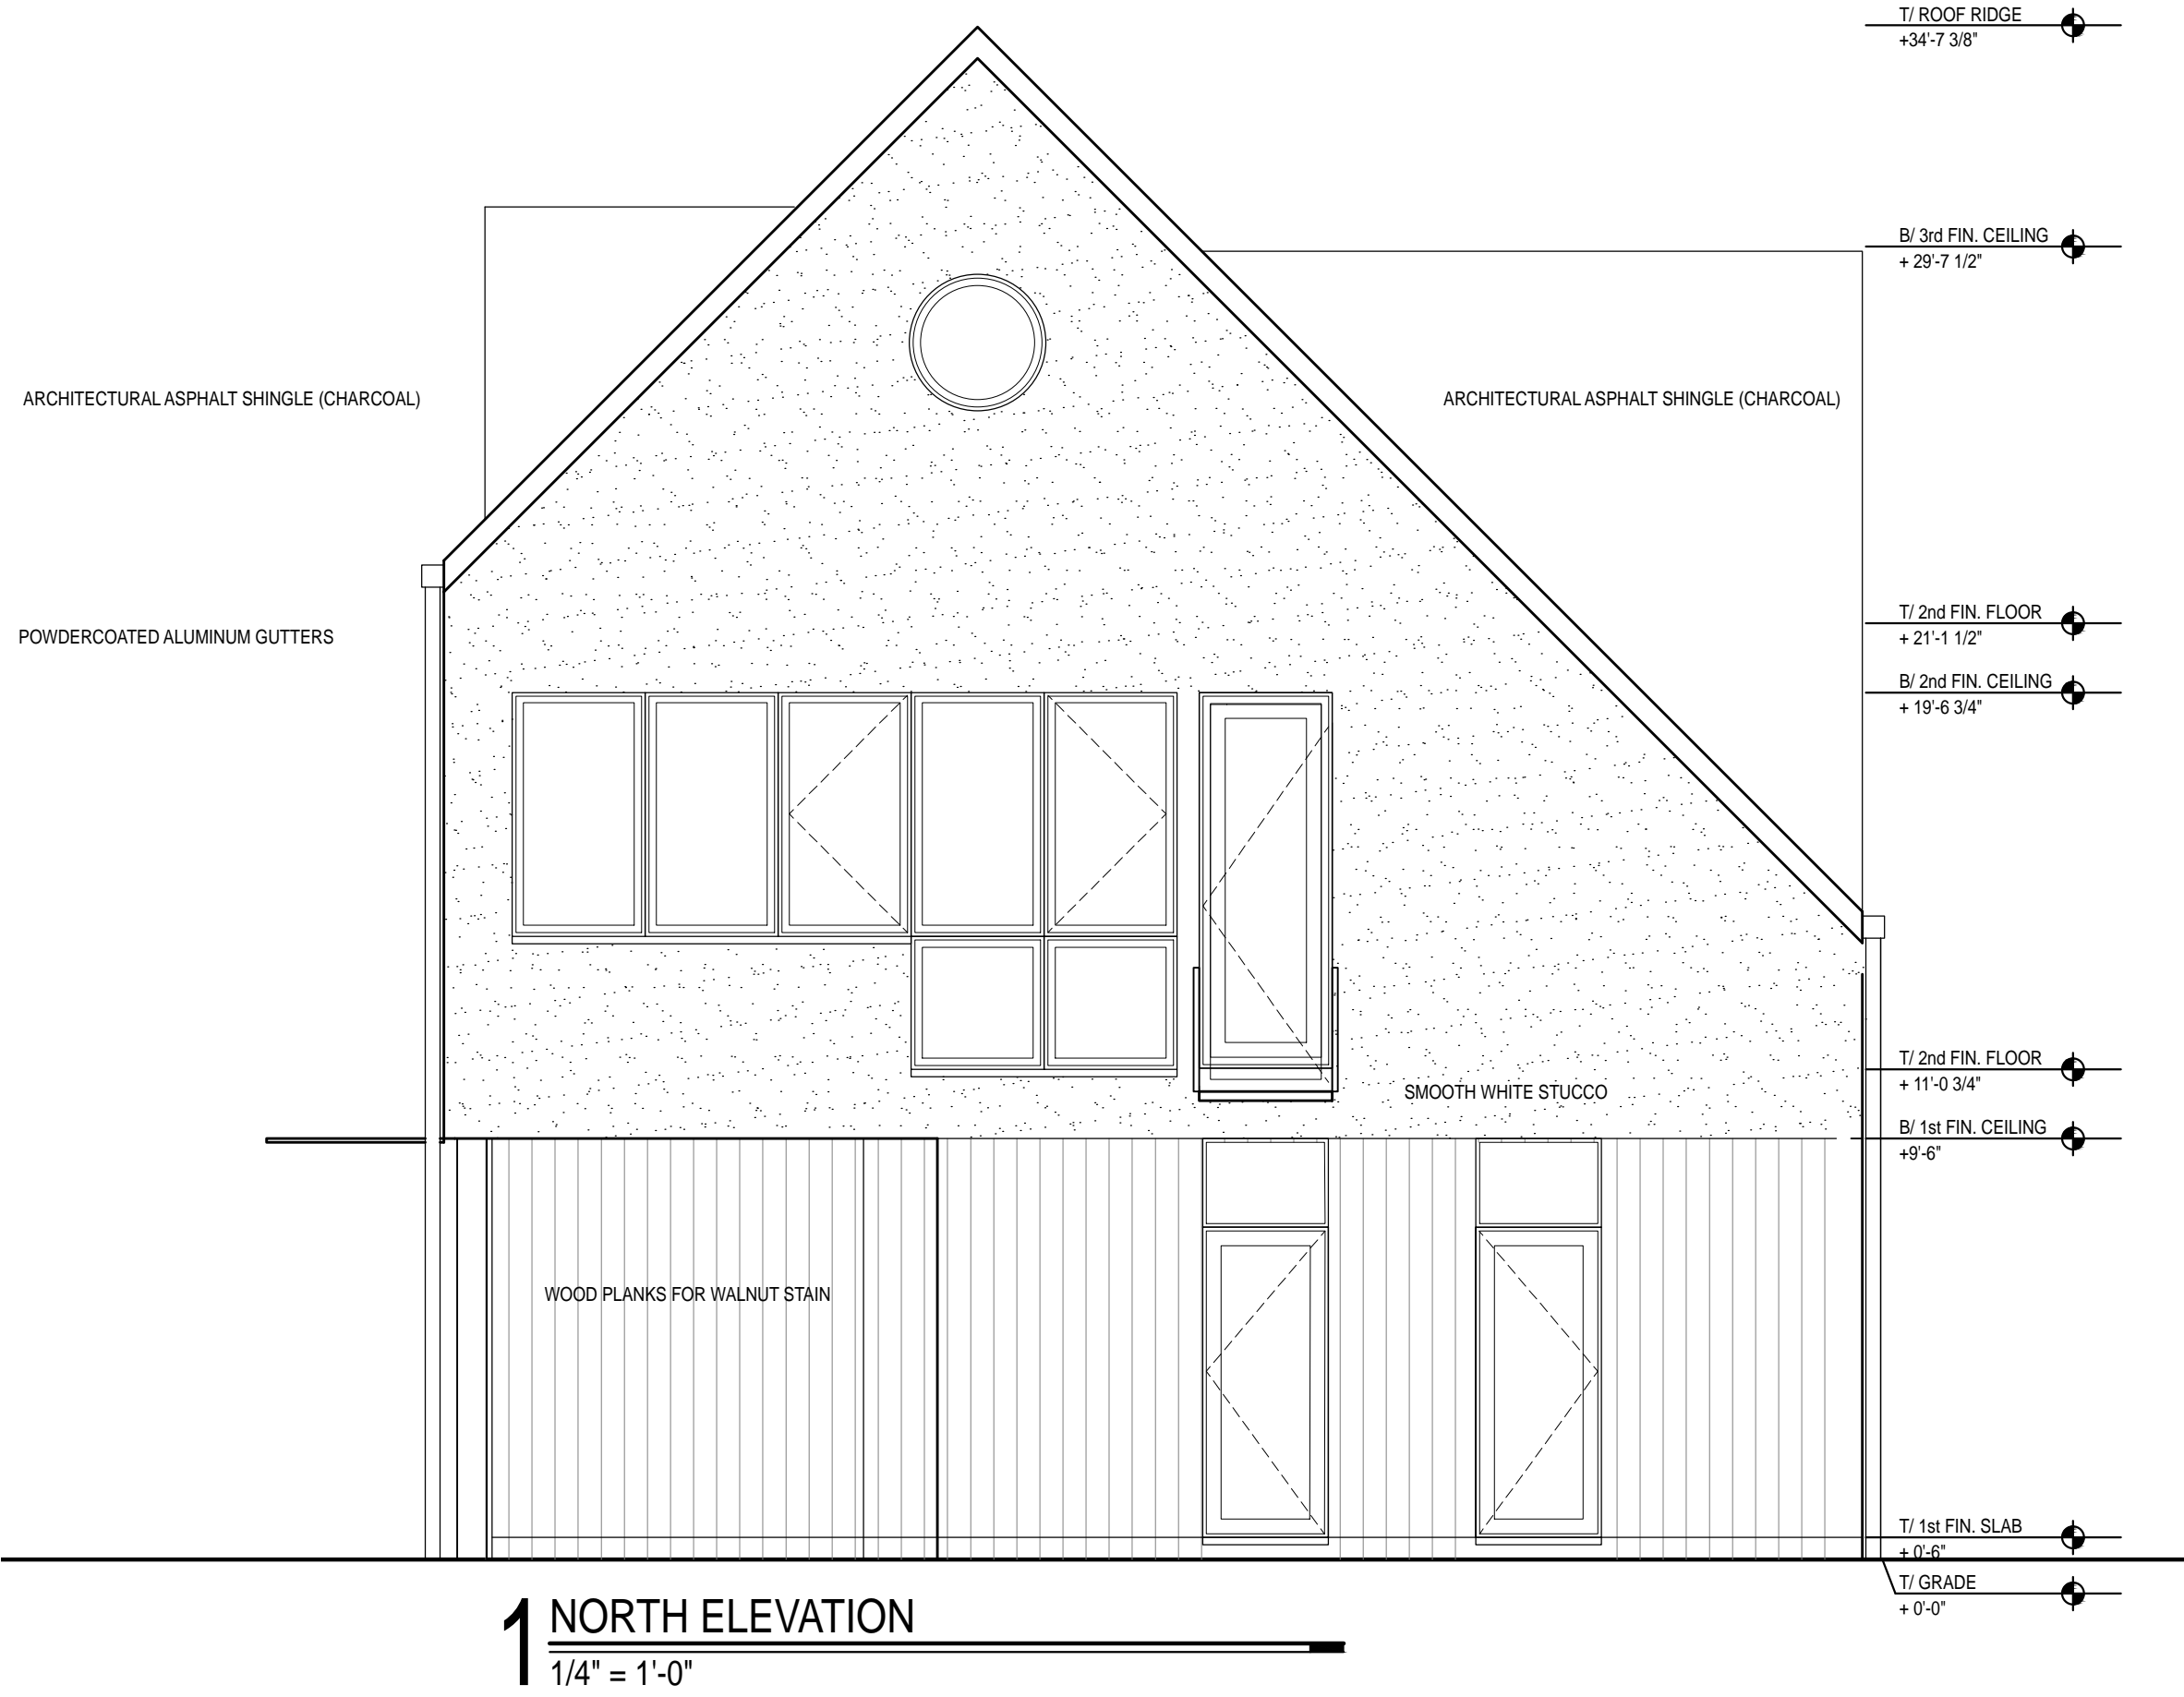 T/ ROOF RIDGE
+34'-7 3/8"
B/ 3rd FIN. CEILING
+ 29'-7 1/2"
ARCHITECTURAL ASPHALT SHINGLE (CHARCOAL)
ARCHITECTURAL ASPHALT SHINGLE (CHARCOAL)
POWDERCOATED ALUMINUM GUTTERS
T/ 2nd FIN. FLOOR
+ 21'-1 1/2"
B/ 2nd FIN. CEILING
+ 19'-6 3/4"
T/ 2nd FIN. FLOOR
+ 11'-0 3/4"
SMOOTH WHITE STUCCO
B/ 1st FIN. CEILING
+9'-6"
WOOD PLANKS FOR WALNUT STAIN
T/ 1st FIN. SLAB
+ 0'-6"
T/ GRADE
+ 0'-0"
1 NORTH ELEVATION
1/4" = 1'-0"